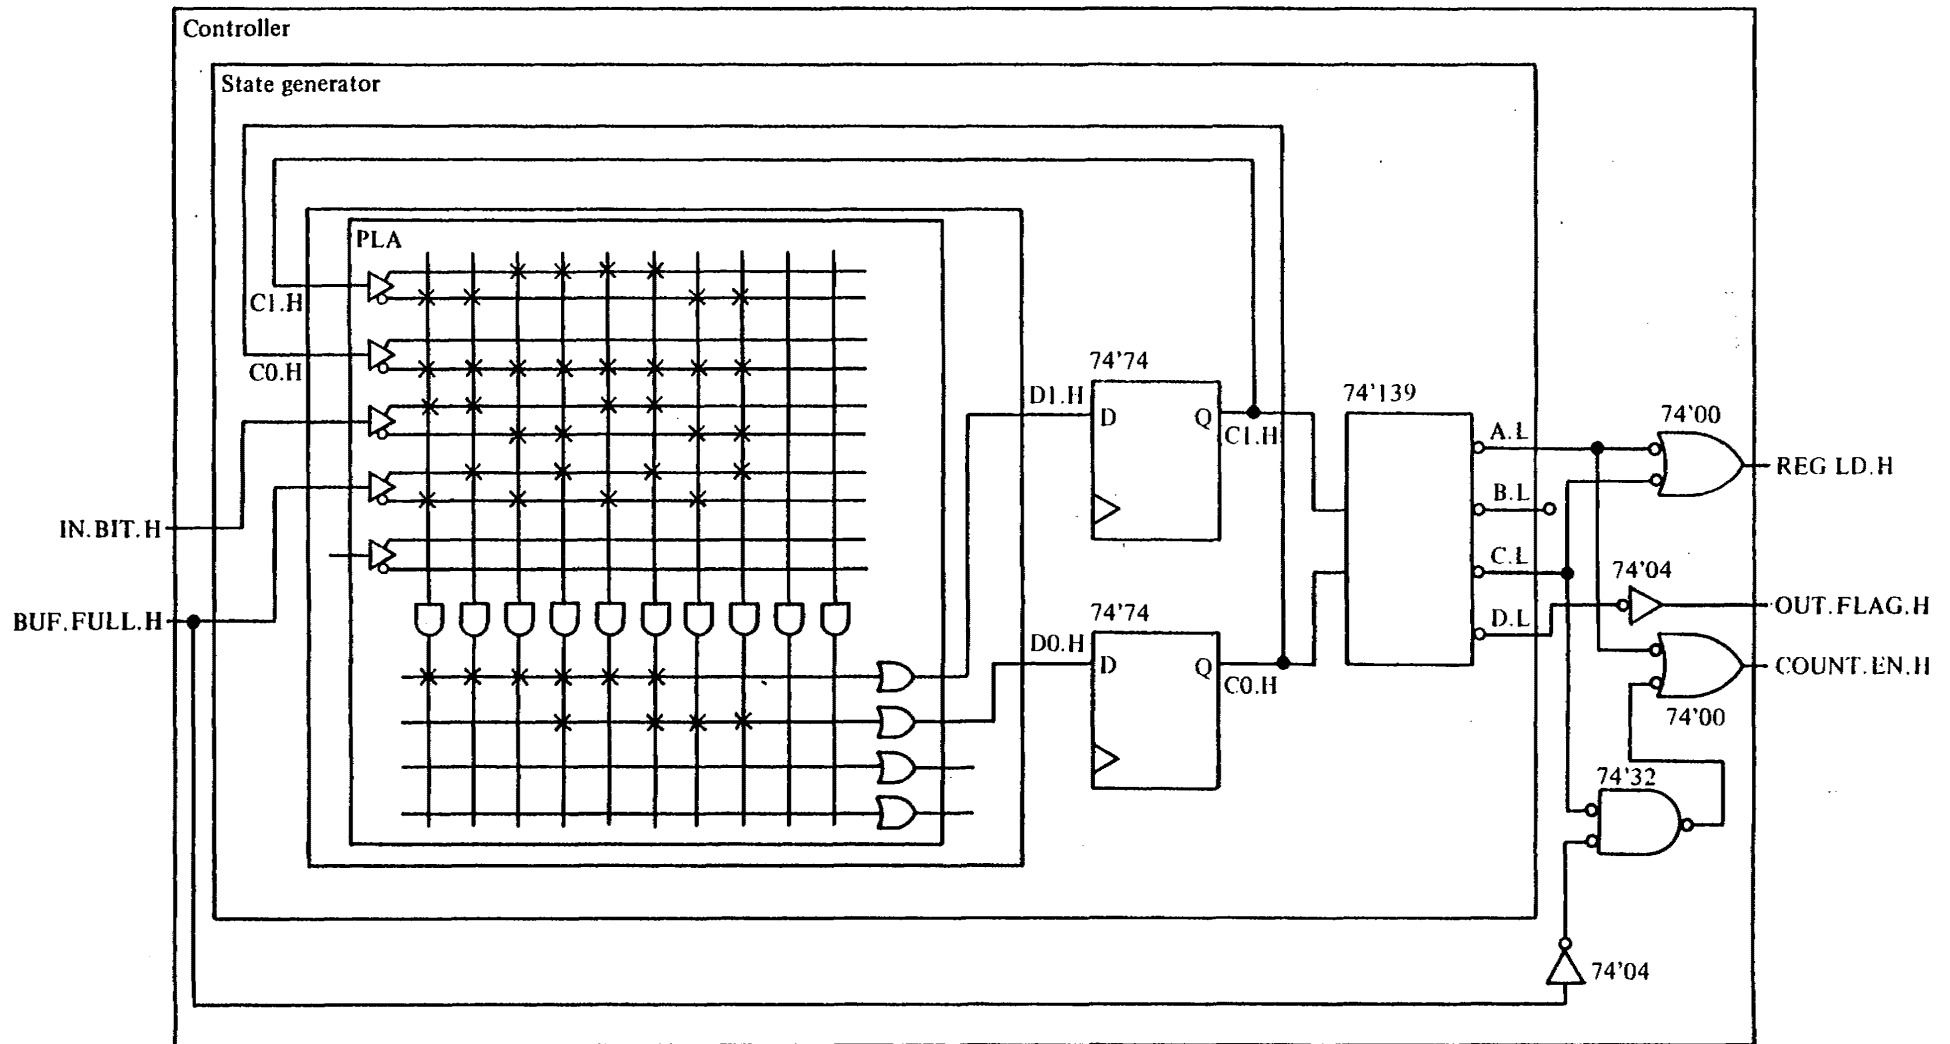 Controller
State generator
PLA
C1.H
C0.H
IN.BIT.H
BUF.FULL.H
D1.H
74'74
D
Q
C1.H
D0.H
74'74
D
Q
C0.H
74'139
A.L
B.L
C.L
D.L
74'00
REG LD.H
74'04
OUT.FLAG.H
COUNT.EN.H
74'00
74'32
74'04